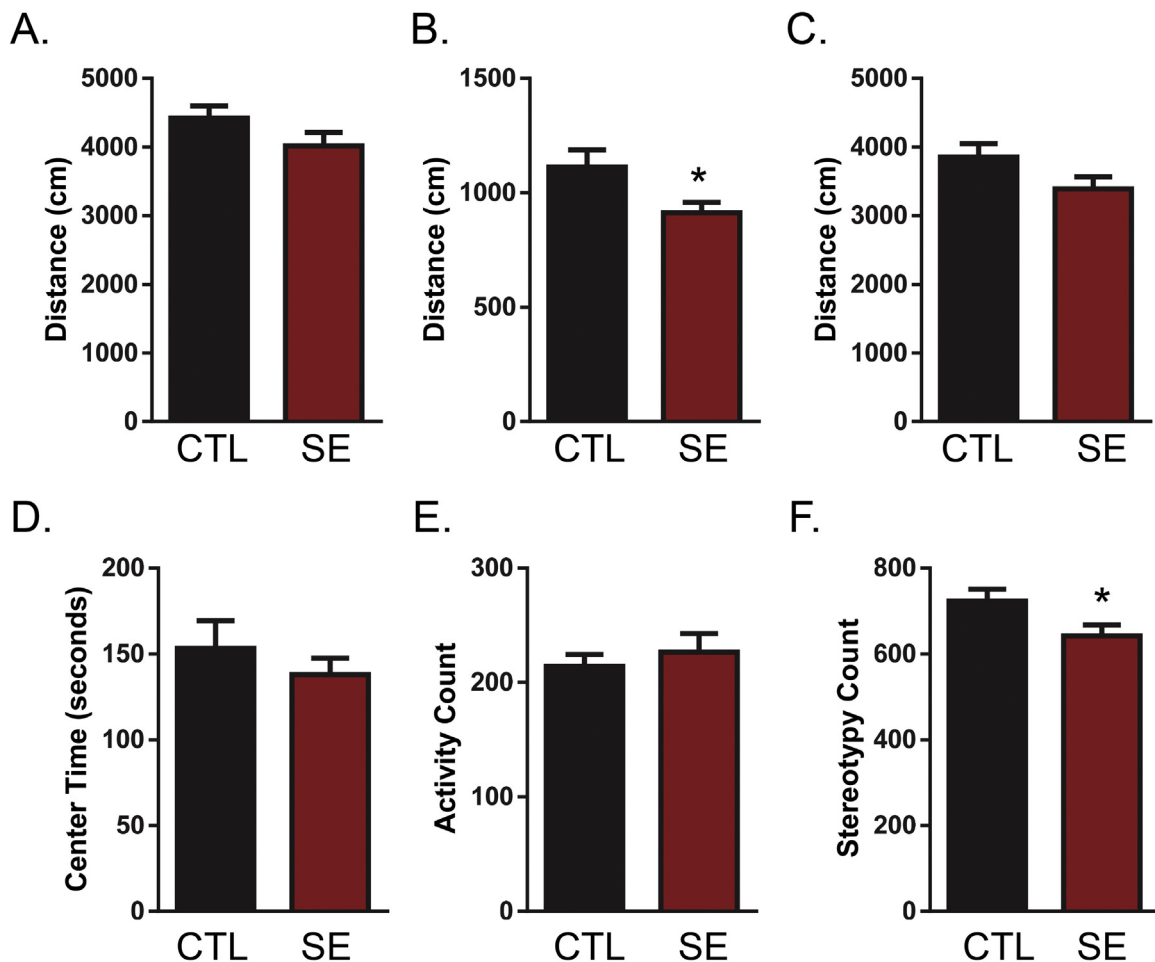 A.
Distance (cm)
5000
4000
3000
2000
1000
0
CTL SE
B.
Distance (cm)
1500
1000
500
0
*
CTL SE
C.
Distance (cm)
5000
4000
3000
2000
1000
0
CTL SE
D.
Center Time (seconds)
200
150
100
50
0
CTL SE
E.
Activity Count
300
200
100
0
CTL SE
F.
Stereotypy Count
800
600
400
200
0
*
CTL SE